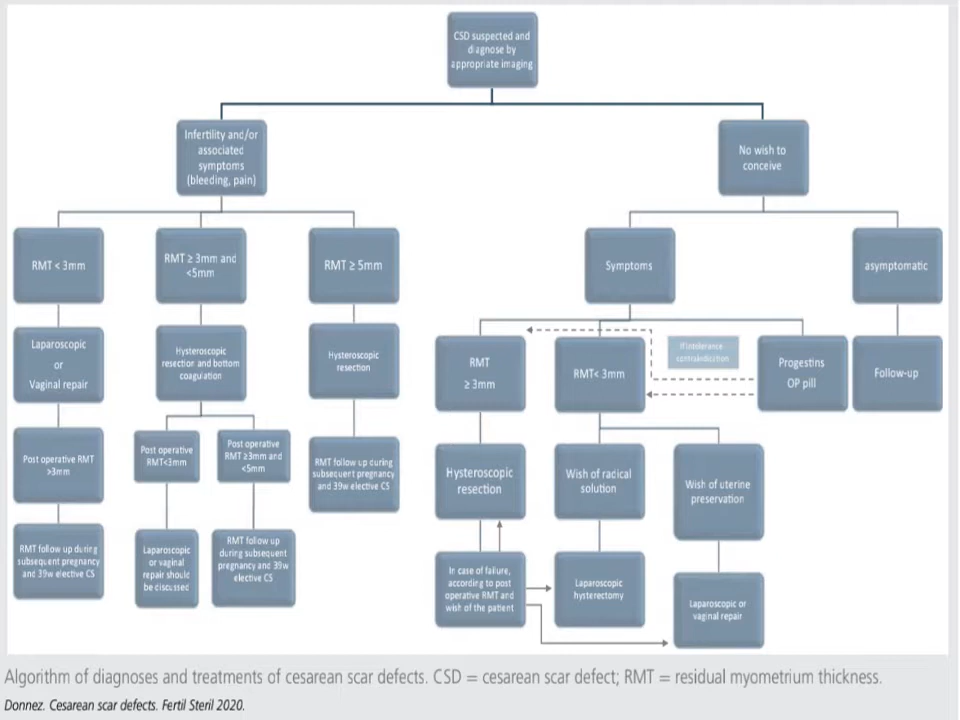 CSD suspected and
diagnose by
appropriate imaging
Infertility and/or
associated
symptoms
(bleeding, pain)
No wish to
conceive
RMT < 3mm
RMT ≥ 3mm and
<5mm
RMT ≥ 5mm
Symptoms
asymptomatic
Laparoscopic
or
Vaginal repair
Hysteroscopic
resection and bottom
coagulation
Hysteroscopic
resection
RMT
≥ 3mm
RMT< 3mm
If intolerance
contraindication
Progestins
OP pill
Follow-up
Post operative RMT
>3mm
Post operative
RMT<3mm
Post operative
RMT ≥3mm and
<5mm
RMT follow up during
subsequent pregnancy
and 39w elective CS
Hysteroscopic
resection
Wish of radical
solution
Wish of uterine
preservation
RMT follow up during
subsequent pregnancy
and 39w elective CS
Laparoscopic
or vaginal
repair should
be discussed
RMT follow up
during subsequent
pregnancy and 39w
elective CS
In case of failure,
according to post
operative RMT and
wish of the patient
Laparoscopic
hysterectomy
Laparoscopic or
vaginal repair
Algorithm of diagnoses and treatments of cesarean scar defects. CSD = cesarean scar defect; RMT = residual myometrium thickness.
Donnez. Cesarean scar defects. Fertil Steril 2020.